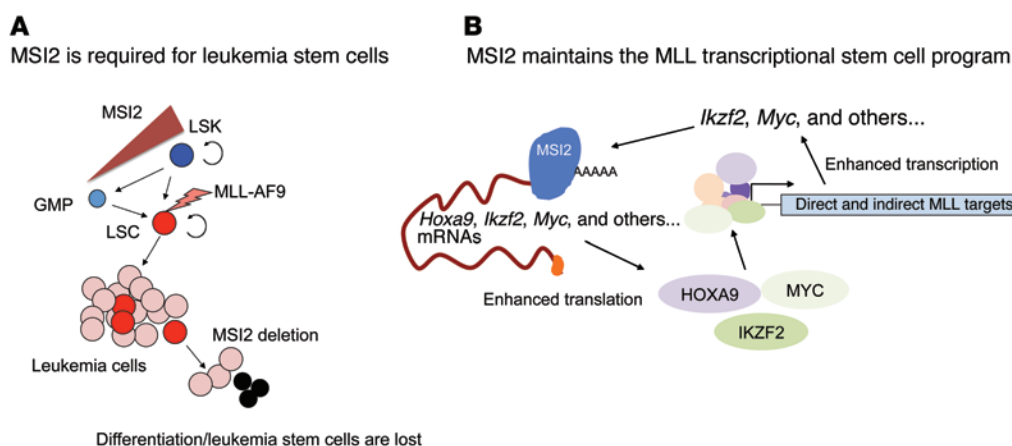 A
MSI2 is required for leukemia stem cells
MSI2
LSK
GMP
MLL-AF9
LSC
Leukemia cells
MSI2 deletion
Differentiation/leukemia stem cells are lost
B
MSI2 maintains the MLL transcriptional stem cell program
Ikzf2, Myc, and others...
MSI2
AAAAA
Enhanced transcription
Direct and indirect MLL targets
Hoxa9, Ikzf2, Myc, and others...
mRNAs
Enhanced translation
HOXA9
MYC
IKZF2